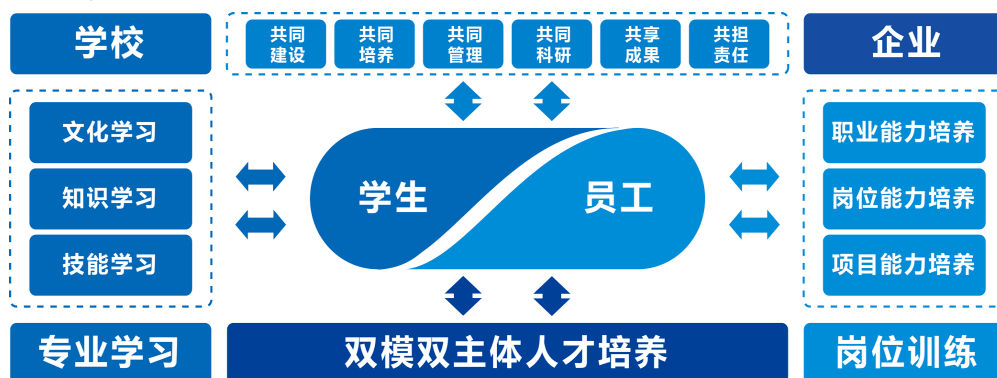 学校
共同
建设
共同
培养
共同
管理
共同
科研
共享
成果
共担
责任
企业
文化学习
知识学习
技能学习
学生
员工
职业能力培养
岗位能力培养
项目能力培养
专业学习
双模双主体人才培养
岗位训练